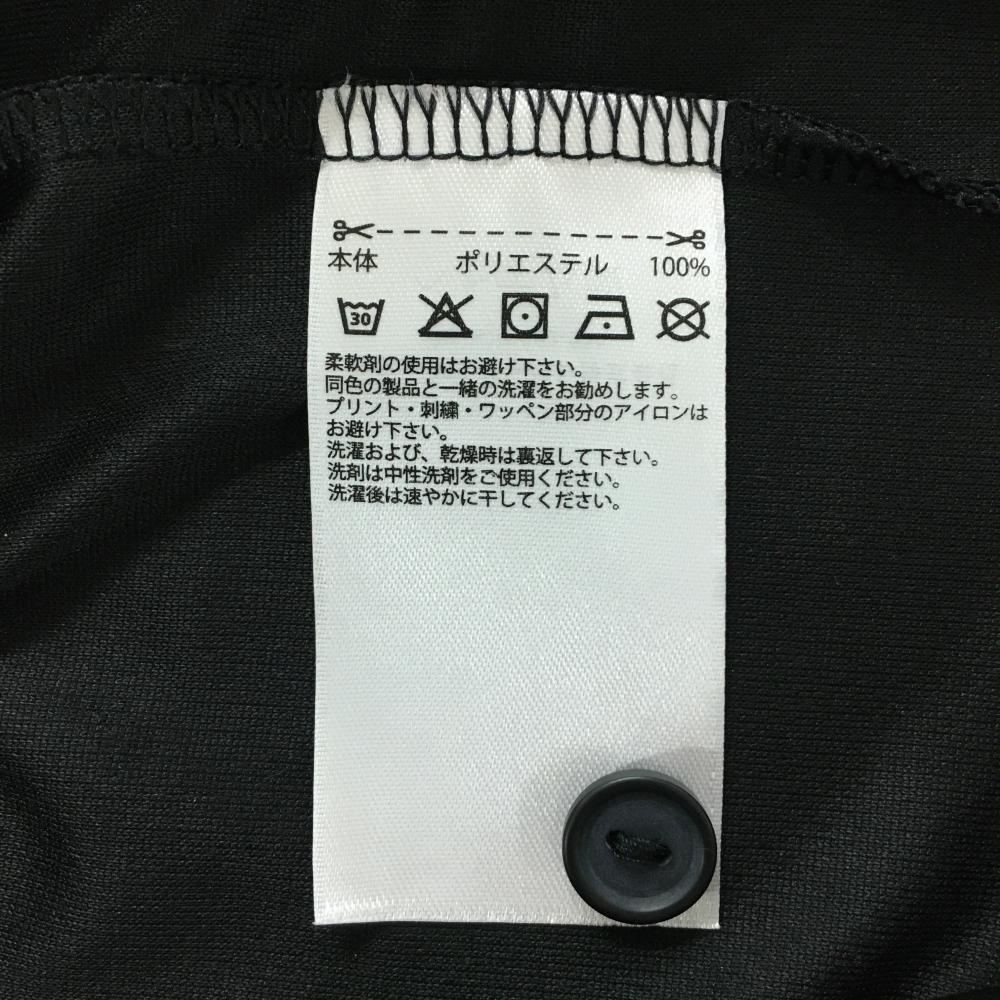 本体 ポリエステル 100%
30
柔軟剤の使用はお避け下さい。
同色の製品と一緒の洗濯をお勧めします。
プリント・刺繍・ワッペン部分のアイロンは
お避け下さい。
洗濯および、乾燥時は裏返して下さい。
洗剤は中性洗剤をご使用ください。
洗濯後は速やかに干してください。